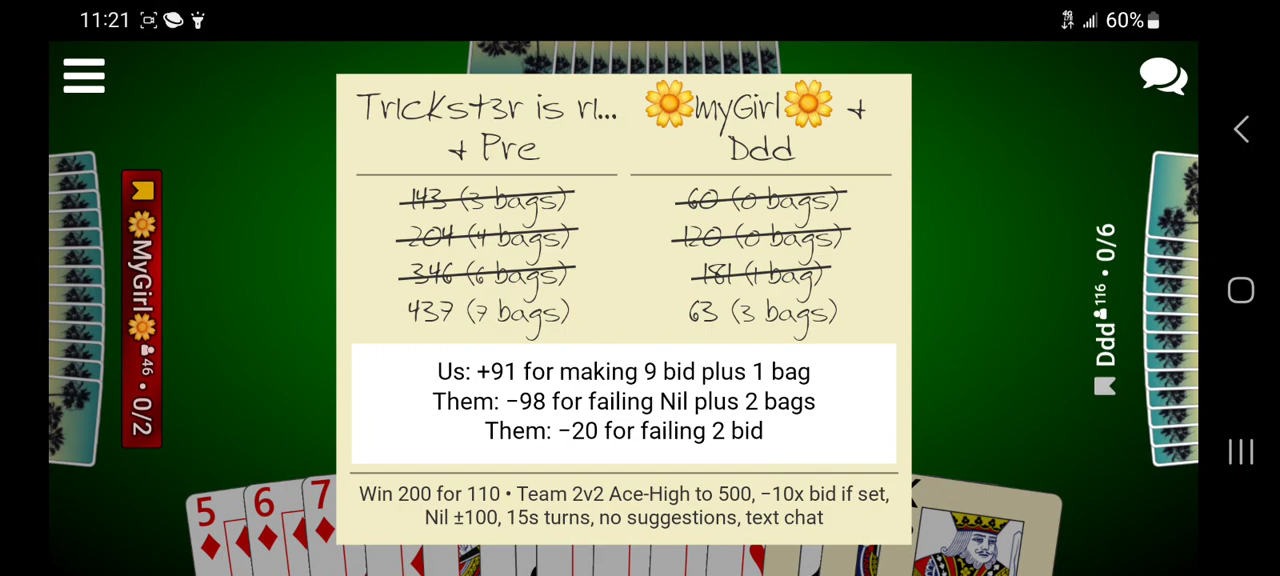 11:21
4G 60%
Tr1ckst3r is r1... + Pre
🌼MyGirl🌼 + Ddd
143 (3 bags)
60 (0 bags)
204 (4 bags)
120 (0 bags)
346 (6 bags)
181 (1 bag)
437 (7 bags)
63 (3 bags)
Us: +91 for making 9 bid plus 1 bag
Them: −98 for failing Nil plus 2 bags
Them: −20 for failing 2 bid
Win 200 for 110 • Team 2v2 Ace-High to 500, −10x bid if set,
Nil ±100, 15s turns, no suggestions, text chat
🌼MyGirl🌼 46 • 0/2
Ddd 116 • 0/6
5
6
7
K